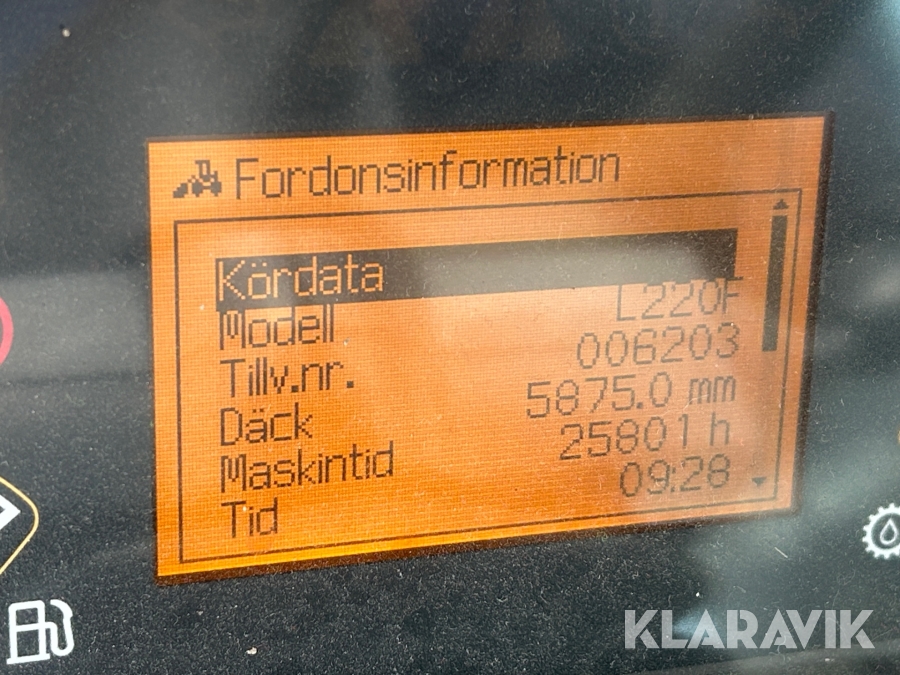 Fordonsinformation
Kördata
Modell L220F
Tillv.nr. 006203
Däck 5875.0 mm
Maskintid 25801 h
Tid 09:28
KLARAVIK